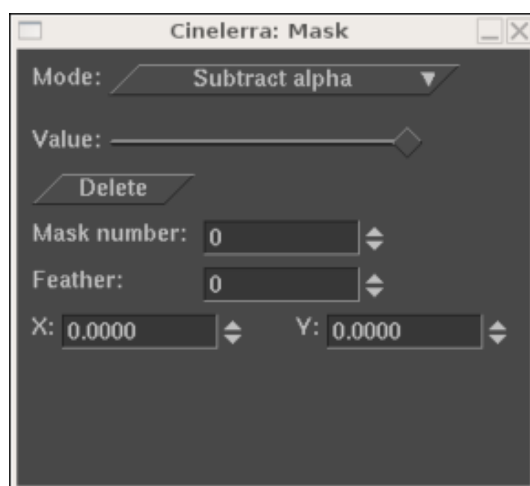 Cinelerra: Mask
Mode: Subtract alpha
Value:
Delete
Mask number: 0
Feather: 0
X: 0.0000 Y: 0.0000